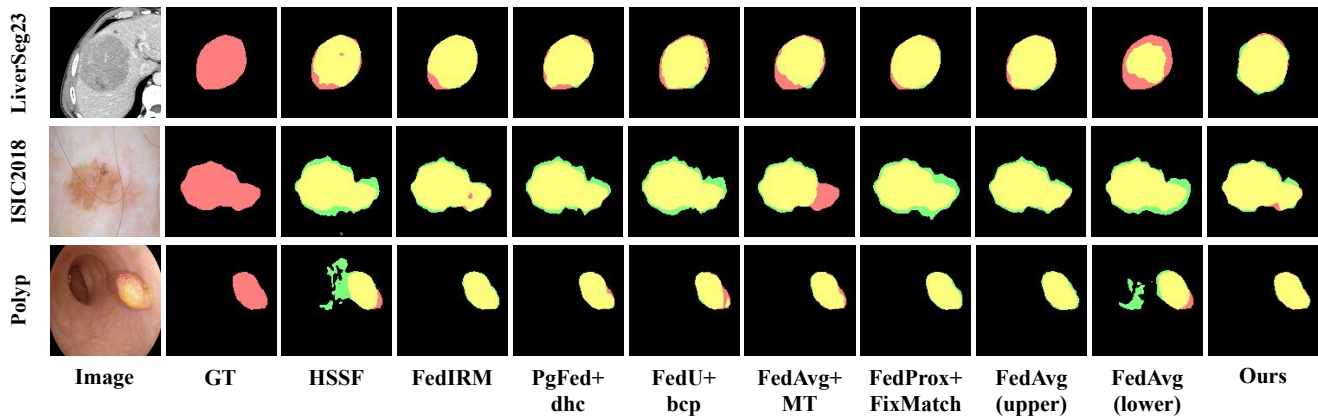 LiverSeg23
ISIC2018
Polyp
Image GT HSSF FedIRM PgFed+ FedU+ FedAvg+ FedProx+ FedAvg FedAvg Ours
dhc bcp MT FixMatch (upper) (lower)